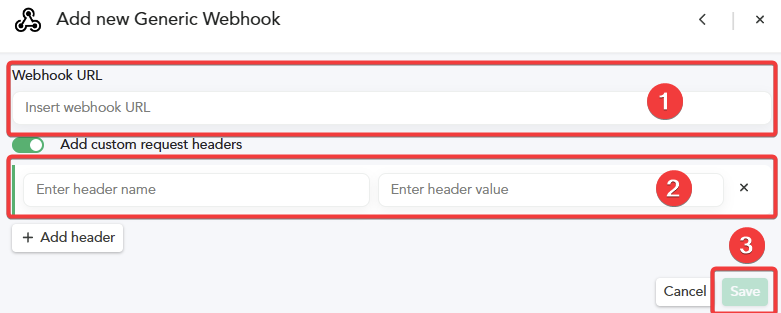 Add new Generic Webhook
Webhook URL
Insert webhook URL
1
Add custom request headers
Enter header name Enter header value
2
+ Add header
3
Cancel Save